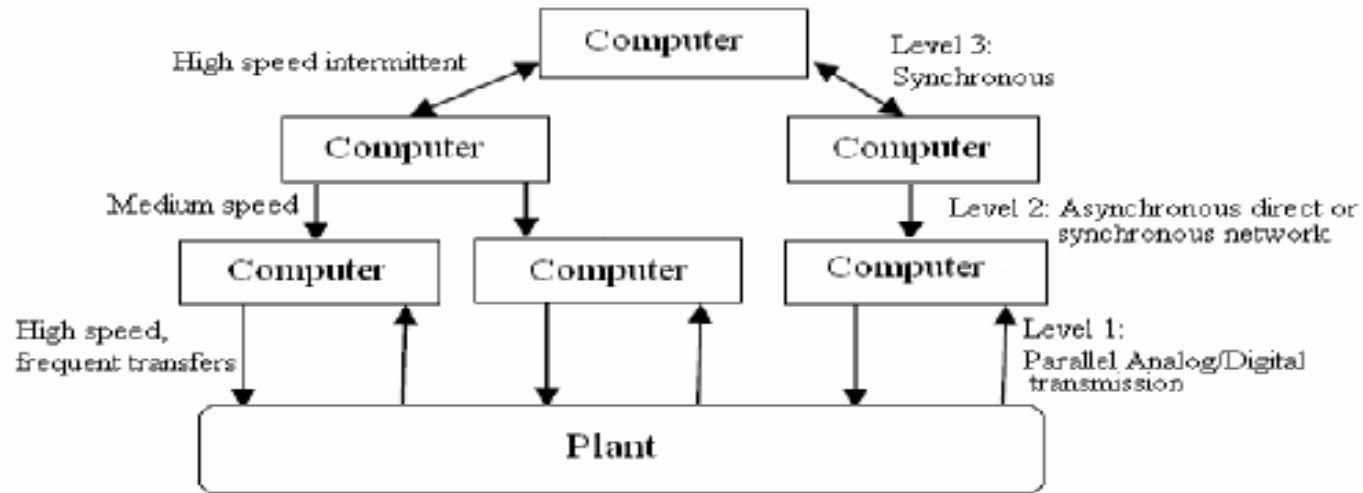 Computer
High speed intermittent
Level 3:
Synchronous
Computer
Computer
Medium speed
Level 2: Asynchronous direct or
synchronous network
Computer
Computer
Computer
High speed,
frequent transfers
Level 1:
Parallel Analog/Digital
transmission
Plant